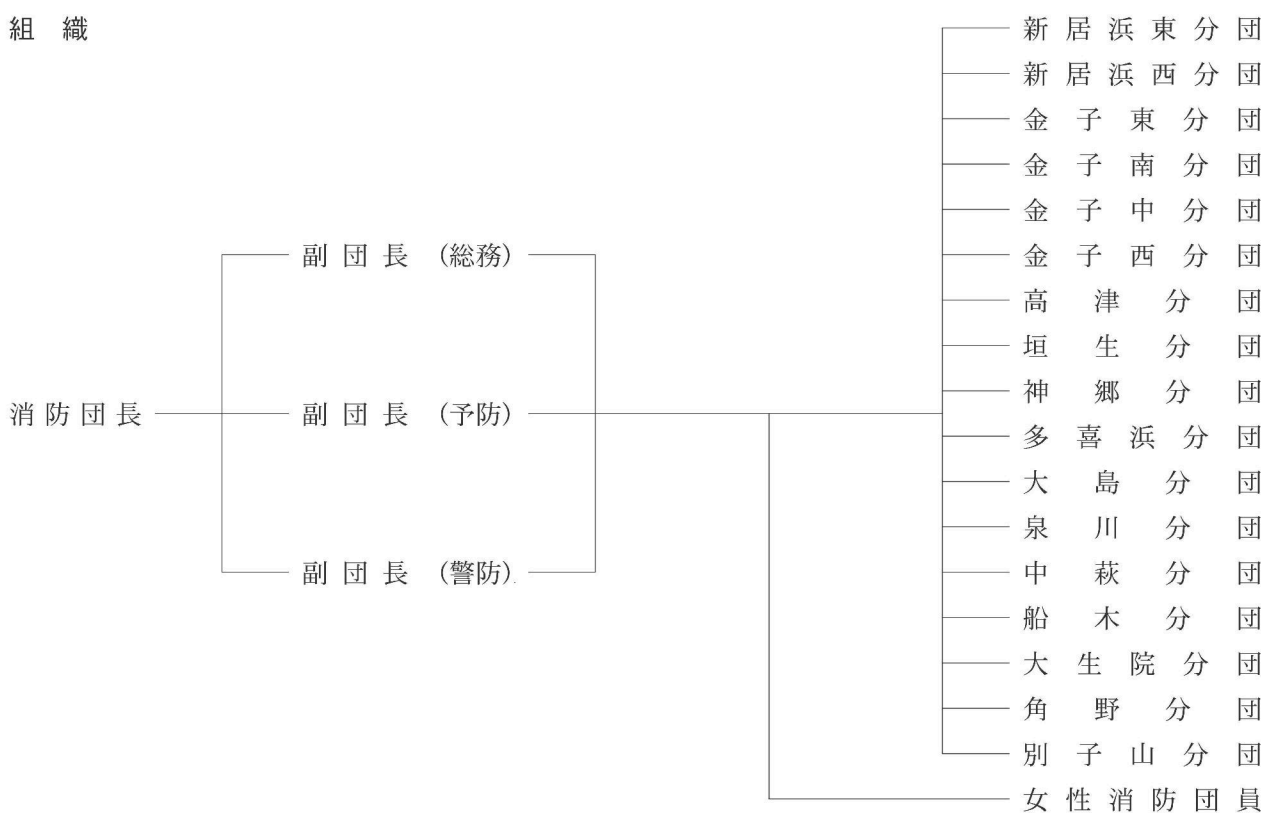 組織
新居浜東分団
新居浜西分団
金子東分団
金子南分団
金子中分団
金子西分団
高津分団
垣生分団
神郷分団
多喜浜分団
大島分団
泉川分団
中萩分団
船木分団
大生院分団
角野分団
別子山分団
女性消防団員
副団長(総務)
消防団長
副団長(予防)
副団長(警防)